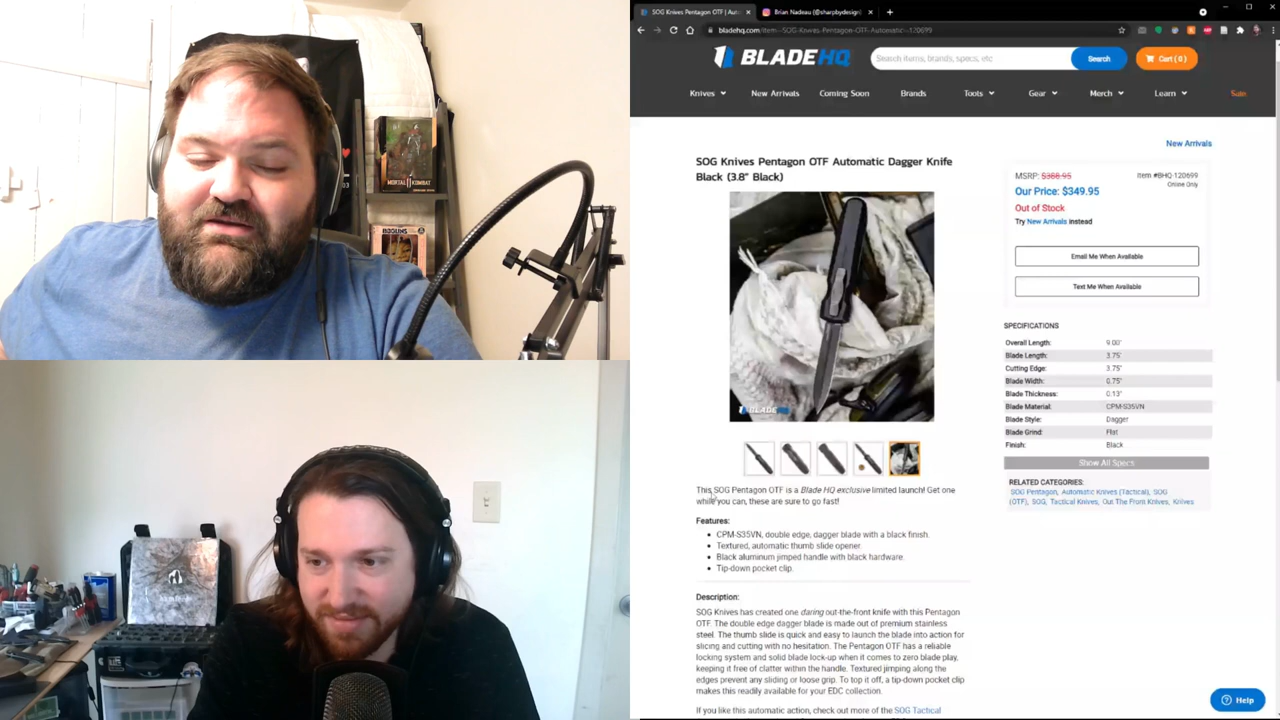 SOG Knives Pentagon OTF | Auto
Brian Nadeau (@sharpbydesign)
bladehq.com/item--SOG-Knives-Pentagon-OTF-Automatic--120699
BLADEHQ
Search items, brands, specs, etc
Search
Cart (0)
Knives
New Arrivals
Coming Soon
Brands
Tools
Gear
Merch
Learn
Sale
New Arrivals
SOG Knives Pentagon OTF Automatic Dagger Knife
Black (3.8" Black)
MSRP: $388.95
Item #BHQ-120699
Online Only
Our Price: $349.95
Out of Stock
Try New Arrivals instead
Email Me When Available
Text Me When Available
SPECIFICATIONS
Overall Length: 9.00"
Blade Length: 3.75"
Cutting Edge: 3.75"
Blade Width: 0.75"
Blade Thickness: 0.13"
Blade Material: CPM-S35VN
Blade Style: Dagger
Blade Grind: Flat
Finish: Black
Show All Specs
RELATED CATEGORIES:
SOG Pentagon, Automatic Knives (Tactical), SOG
(OTF), SOG, Tactical Knives, Out The Front Knives, Knives
BLADEHQ
This SOG Pentagon OTF is a Blade HQ exclusive limited launch! Get one
while you can, these are sure to go fast!
Features:
• CPM-S35VN, double edge, dagger blade with a black finish.
• Textured, automatic thumb slide opener.
• Black aluminum jimped handle with black hardware.
• Tip-down pocket clip.
Description:
SOG Knives has created one daring out-the-front knife with this Pentagon
OTF. The double edge dagger blade is made out of premium stainless
steel. The thumb slide is quick and easy to launch the blade into action for
slicing and cutting with no hesitation. The Pentagon OTF has a reliable
locking system and solid blade lock-up when it comes to zero blade play,
keeping it free of clatter within the handle. Textured jimping along the
edges prevent any sliding or loose grip. To top it off, a tip-down pocket clip
makes this readily available for your EDC collection.
If you like this automatic action, check out more of the SOG Tactical
Help
MORTAL KOMBAT